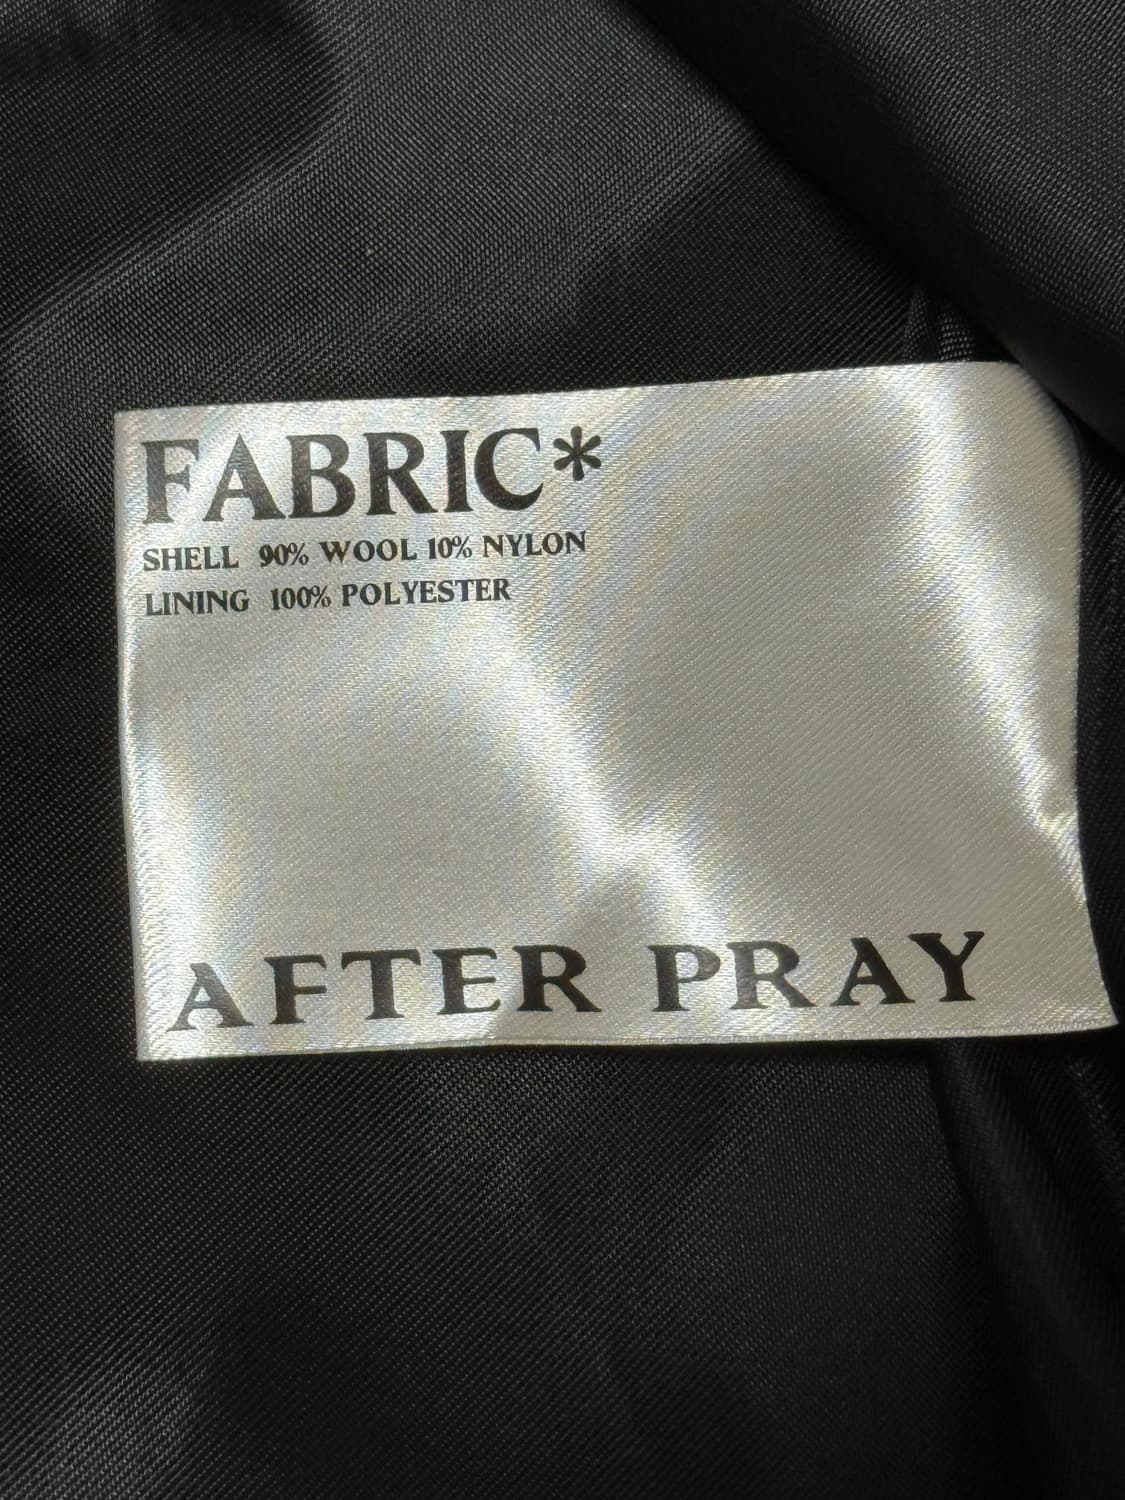 FABRIC*
SHELL 90% WOOL 10% NYLON
LINING 100% POLYESTER
AFTER PRAY